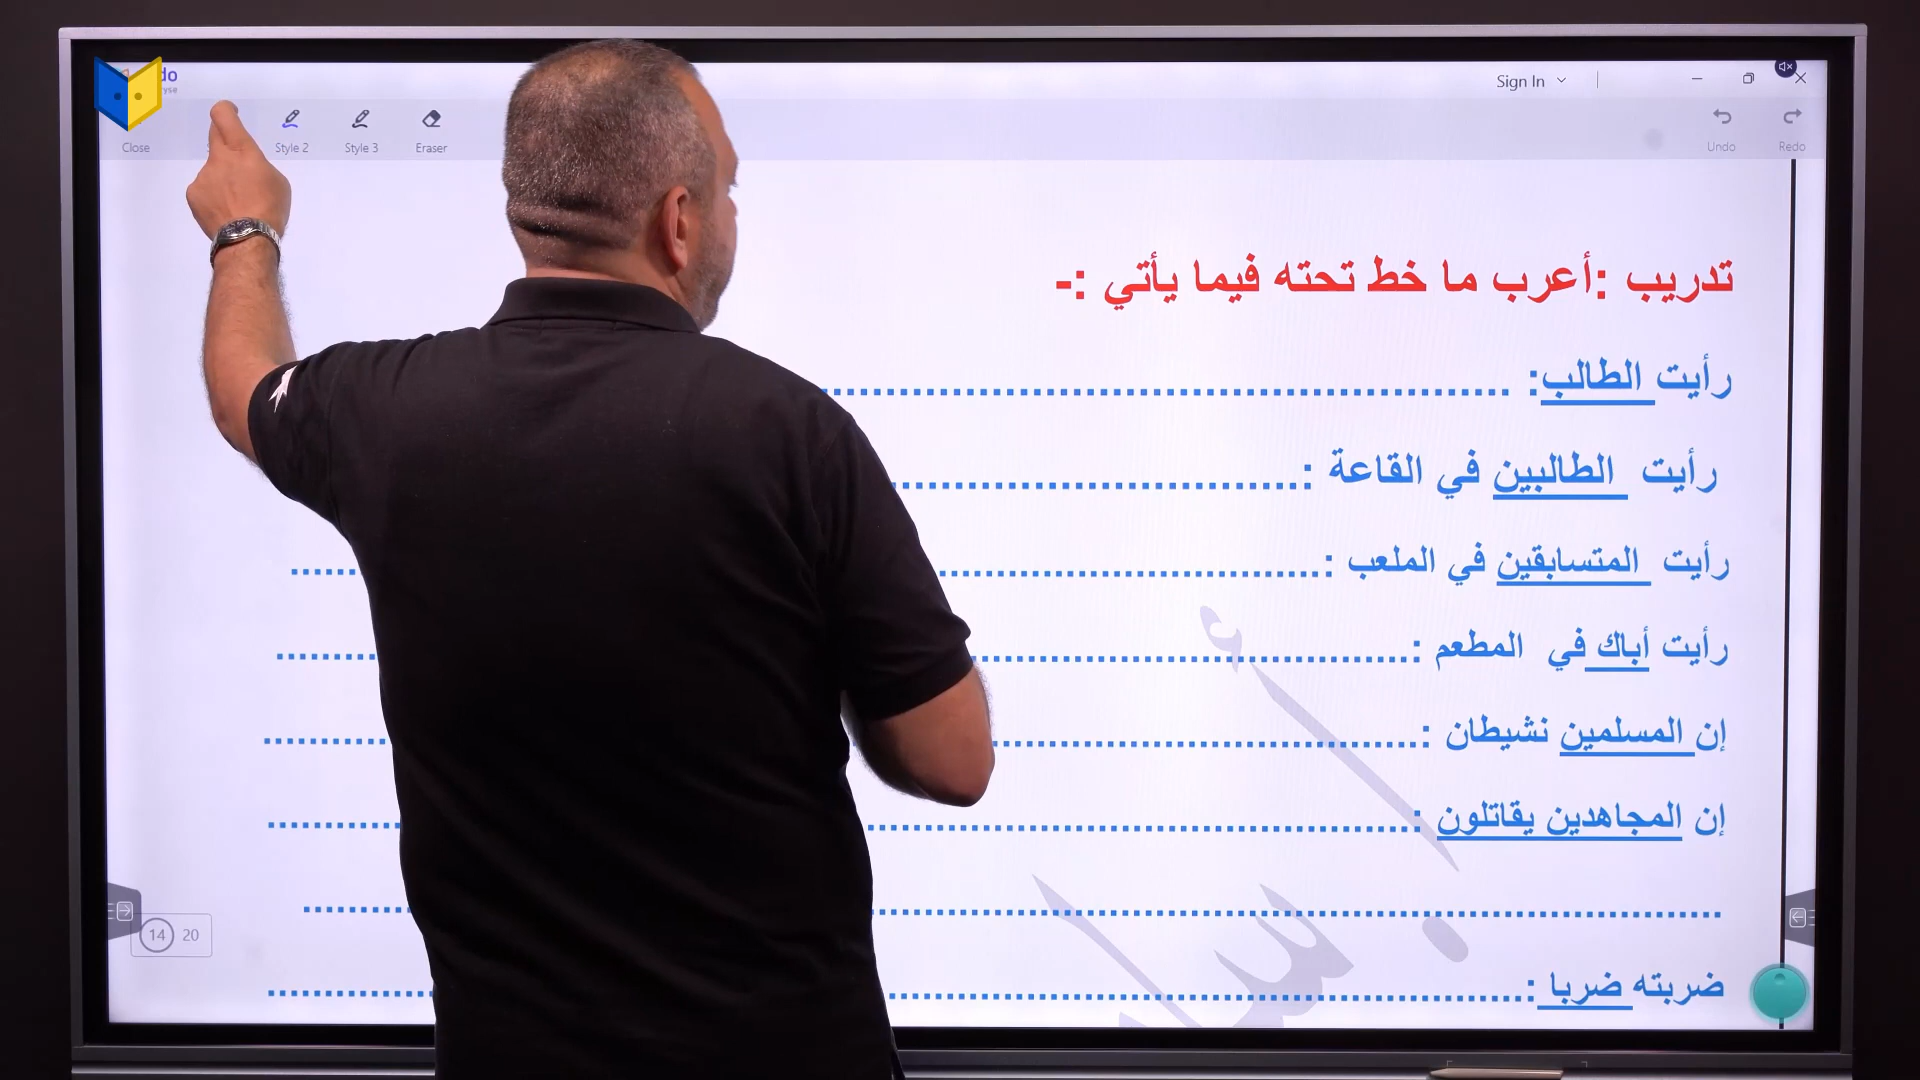 Sign In
Close
Style 2
Style 3
Eraser
Undo
Redo
تدريب :أعرب ما خط تحته فيما يأتي :-
رأيت الطالب: ........................................
رأيت الطالبين في القاعة :........................................
رأيت المتسابقين في الملعب :........................................
رأيت أباك في المطعم :........................................
إن المسلمين نشيطان :........................................
إن المجاهدين يقاتلون :........................................
........................................
ضربته ضربا :........................................
14 20